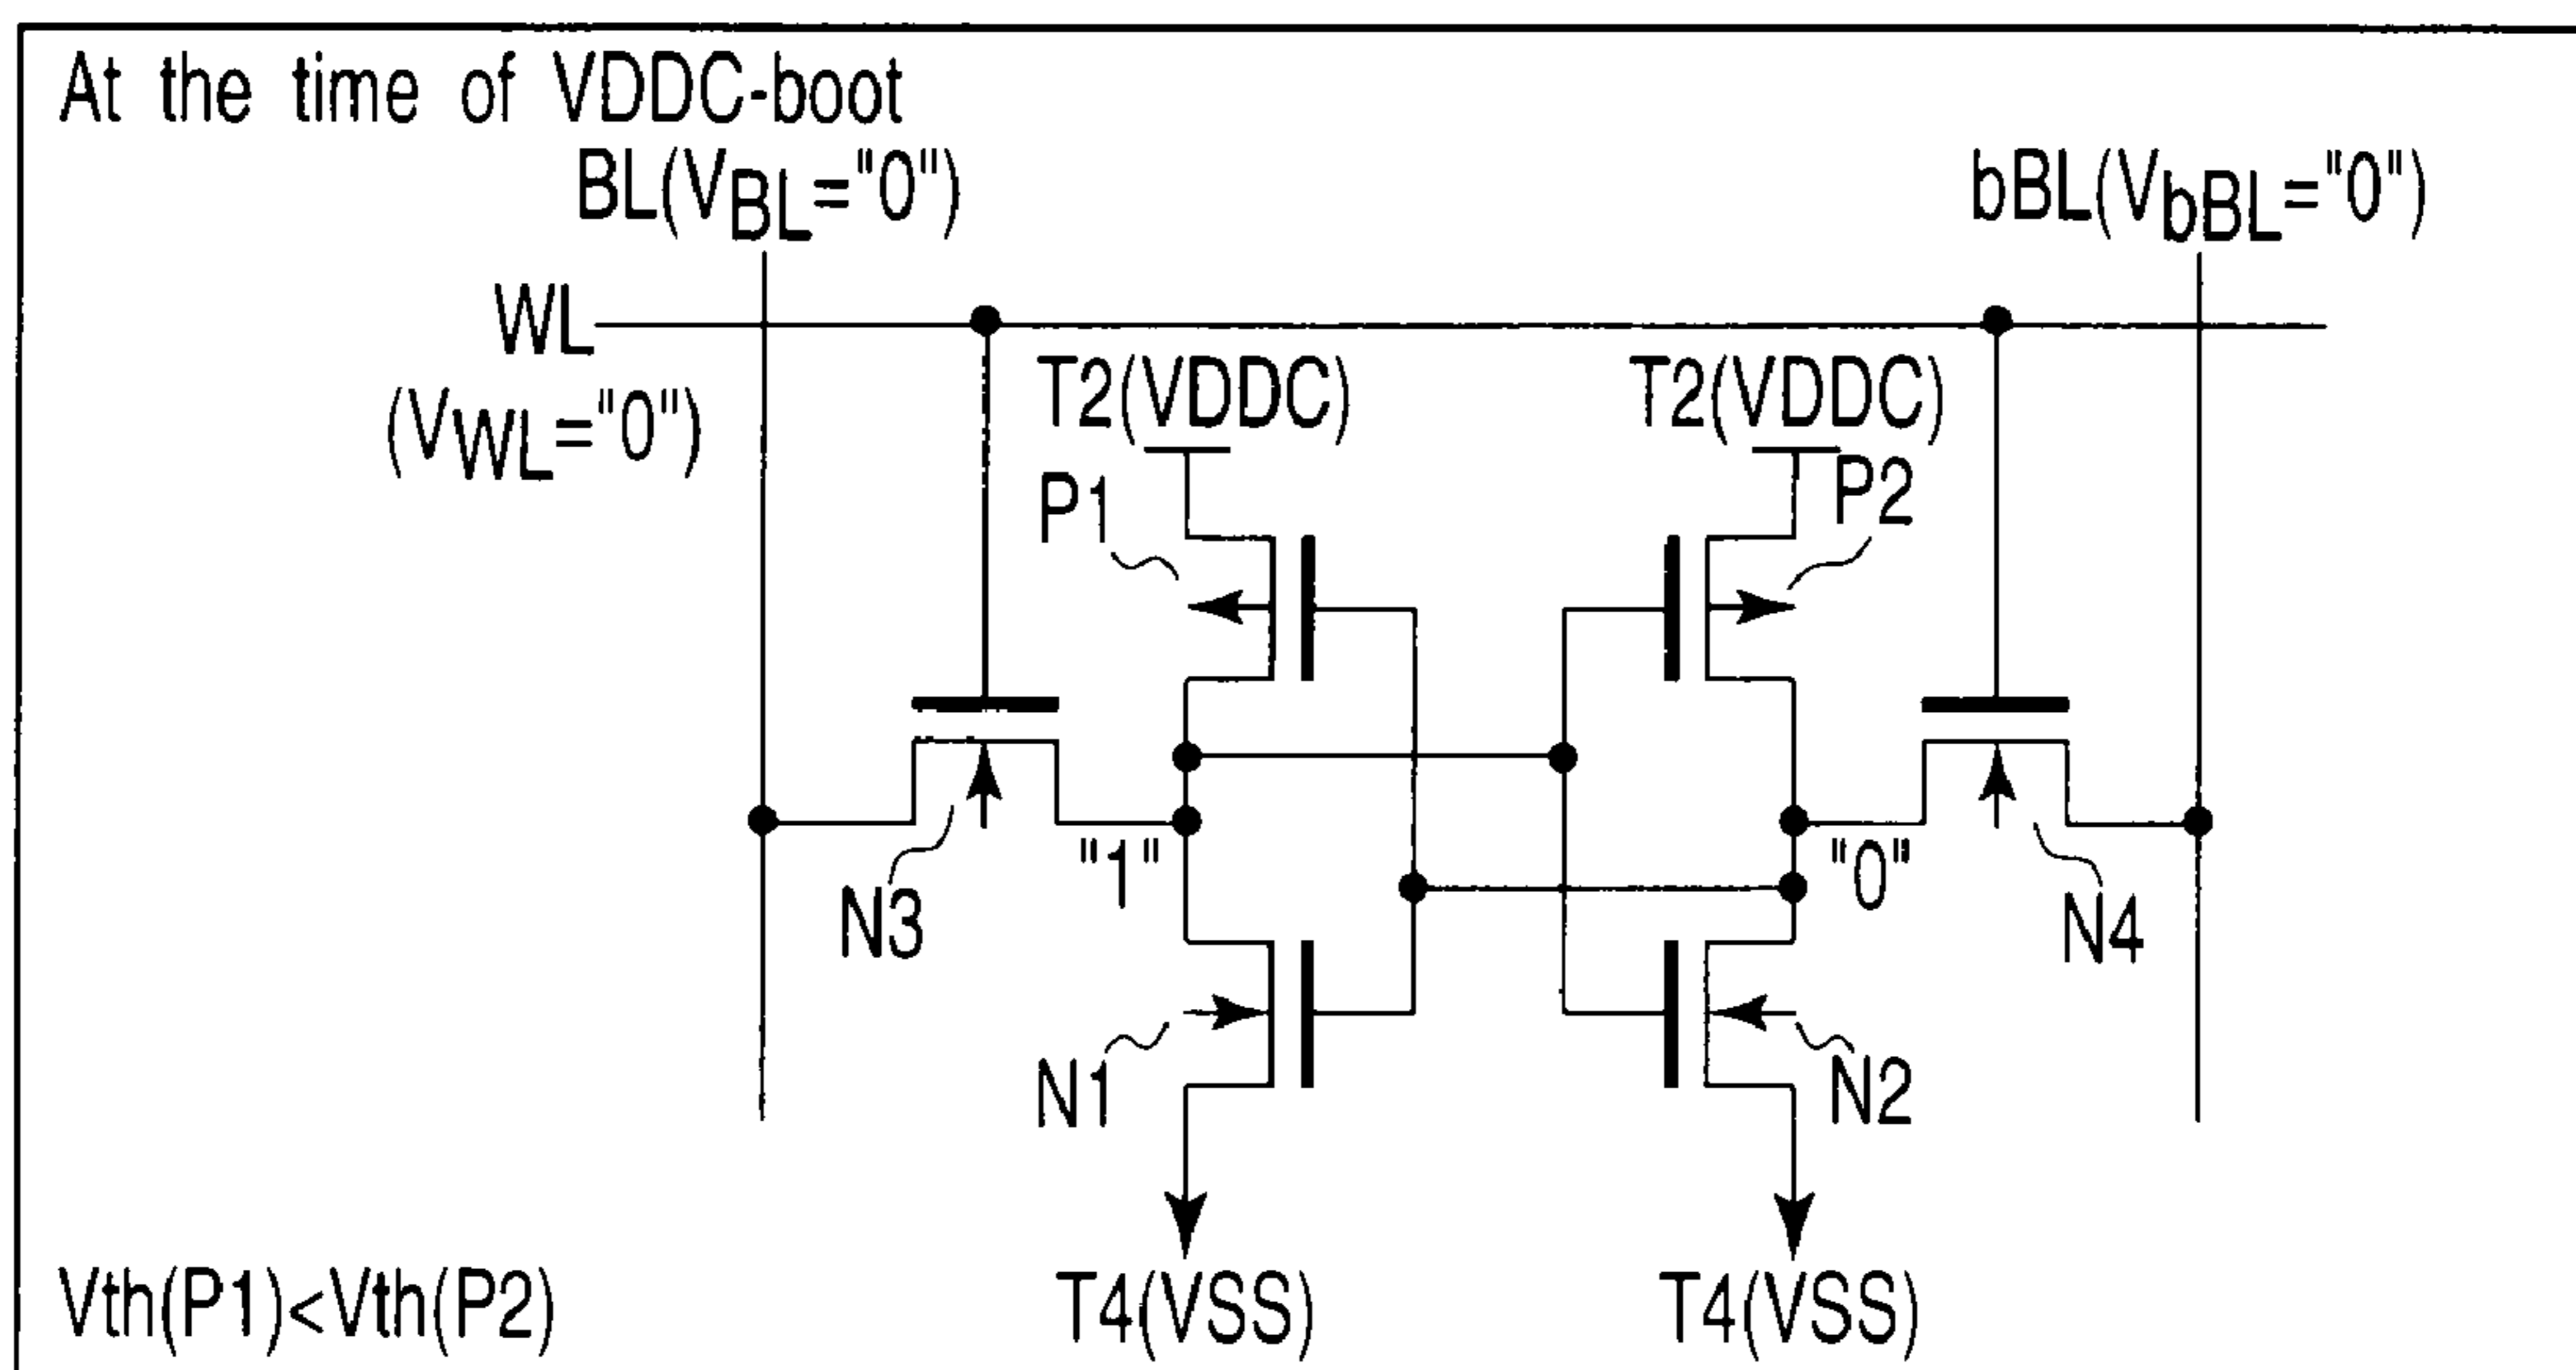 At the time of VDDC-boot
BL(VBL="0")
bBL(VbBL="0")
WL
(VWL="0")
T2(VDDC)
T2(VDDC)
P1
P2
"1"
"0"
N3
N4
N1
N2
T4(VSS)
T4(VSS)
Vth(P1)<Vth(P2)